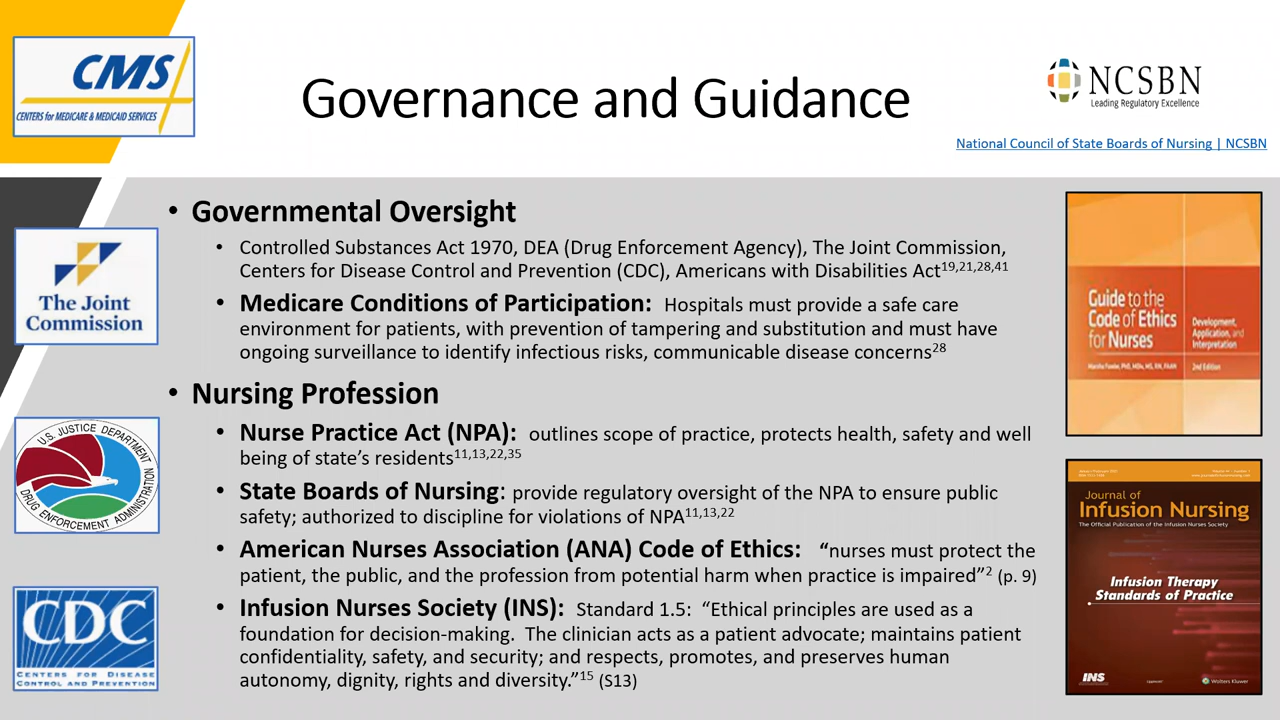 CMS
CENTERS for MEDICARE & MEDICAID SERVICES
Governance and Guidance
NCSBN
Leading Regulatory Excellence
National Council of State Boards of Nursing | NCSBN
• Governmental Oversight
• Controlled Substances Act 1970, DEA (Drug Enforcement Agency), The Joint Commission,
Centers for Disease Control and Prevention (CDC), Americans with Disabilities Act19,21,28,41
• Medicare Conditions of Participation: Hospitals must provide a safe care
environment for patients, with prevention of tampering and substitution and must have
ongoing surveillance to identify infectious risks, communicable disease concerns28
• Nursing Profession
• Nurse Practice Act (NPA): outlines scope of practice, protects health, safety and well
being of state's residents11,13,22,35
• State Boards of Nursing: provide regulatory oversight of the NPA to ensure public
safety; authorized to discipline for violations of NPA11,13,22
• American Nurses Association (ANA) Code of Ethics: “nurses must protect the
patient, the public, and the profession from potential harm when practice is impaired”2 (p. 9)
• Infusion Nurses Society (INS): Standard 1.5: “Ethical principles are used as a
foundation for decision-making. The clinician acts as a patient advocate; maintains patient
confidentiality, safety, and security; and respects, promotes, and preserves human
autonomy, dignity, rights and diversity.”15 (S13)
The Joint
Commission
U.S. JUSTICE DEPARTMENT
DRUG ENFORCEMENT ADMINISTRATION
CDC
CENTERS FOR DISEASE
CONTROL AND PREVENTION
Guide to the
Code of Ethics
for Nurses
Development,
Application, and
Interpretation
2nd Edition
Journal of
Infusion Nursing
The Official Publication of the Infusion Nurses Society
Infusion Therapy
Standards of Practice
INS
Wolters Kluwer